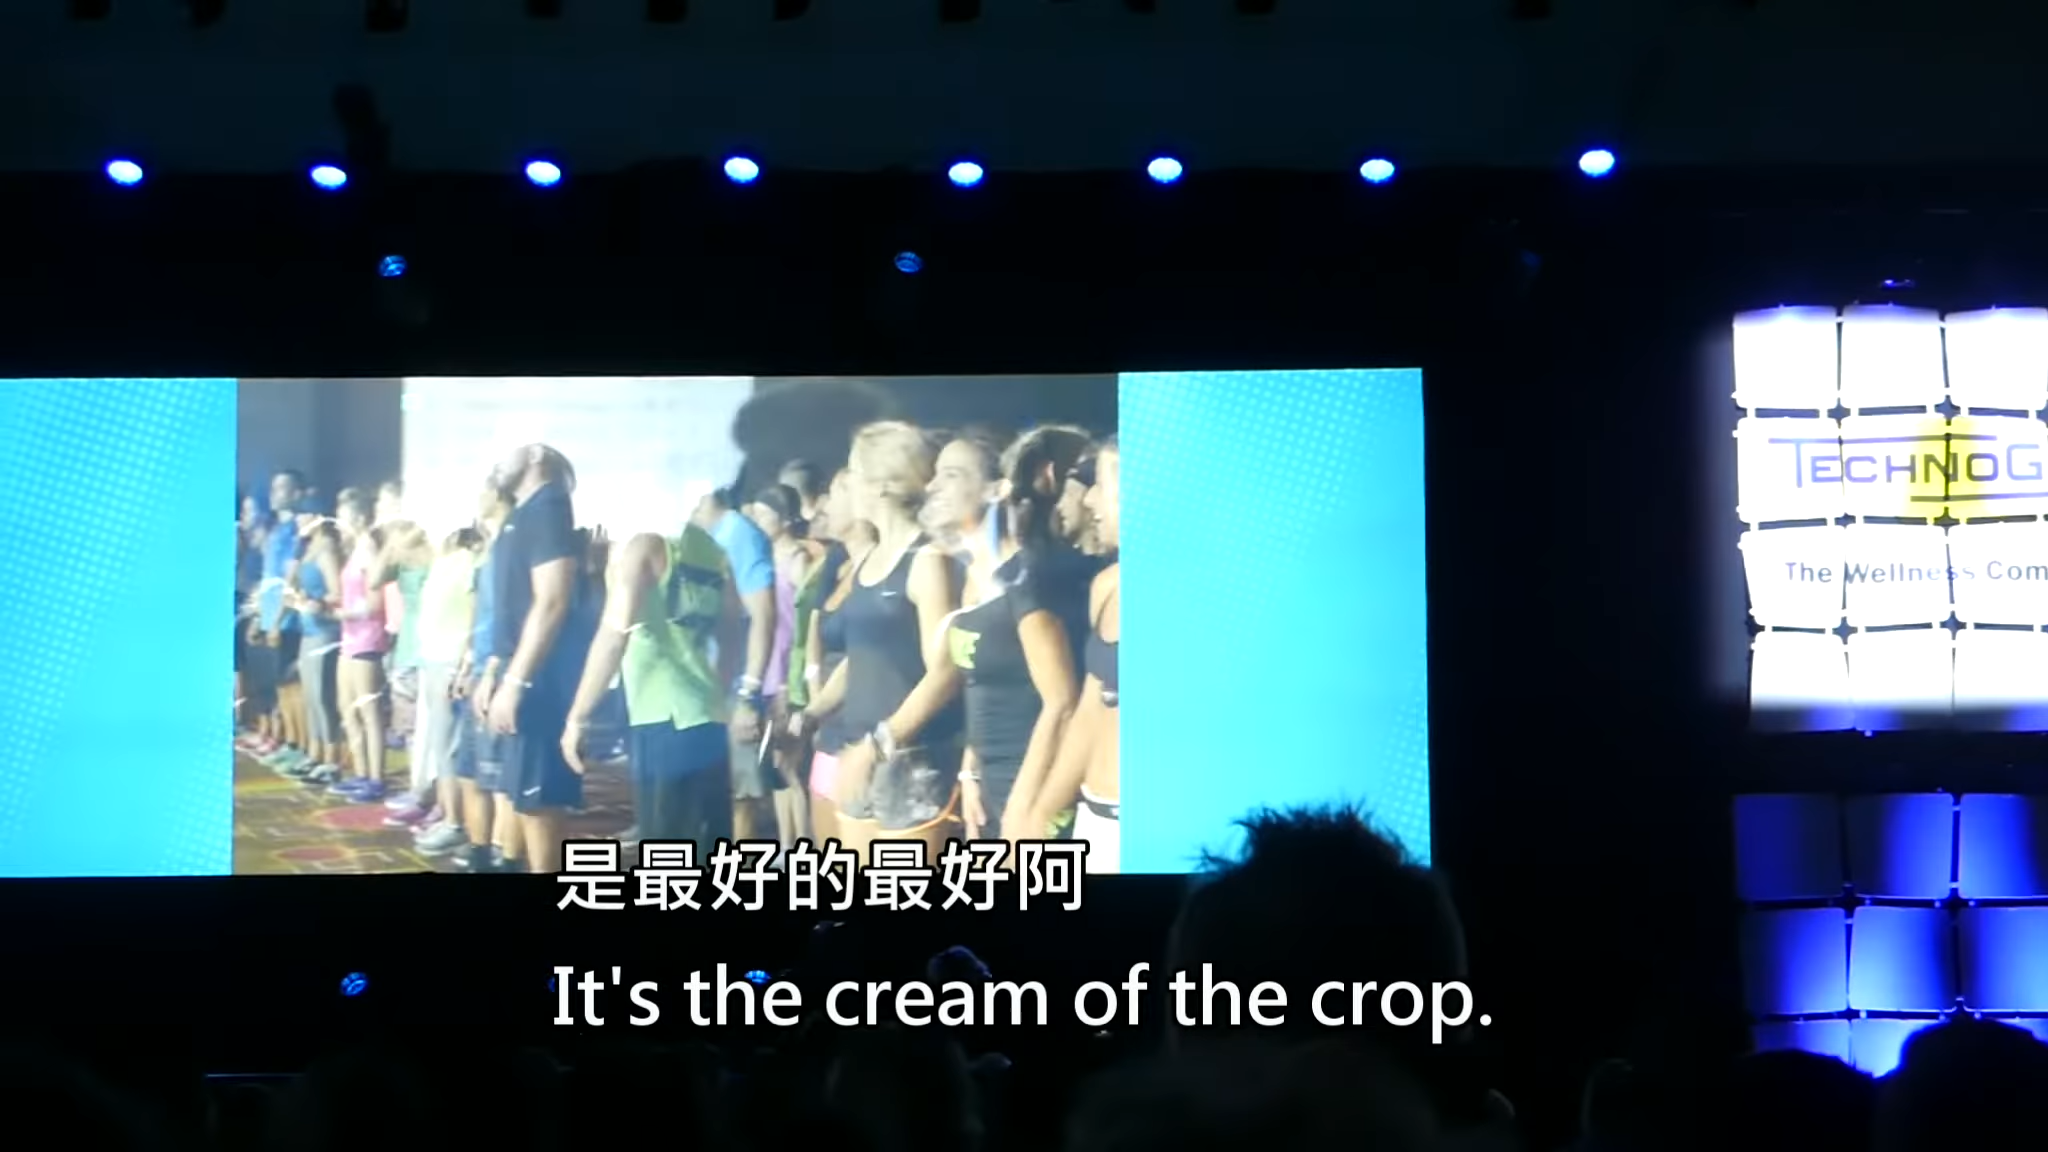 TECHNOG
The Wellness Com
是最好的最好阿
It's the cream of the crop.